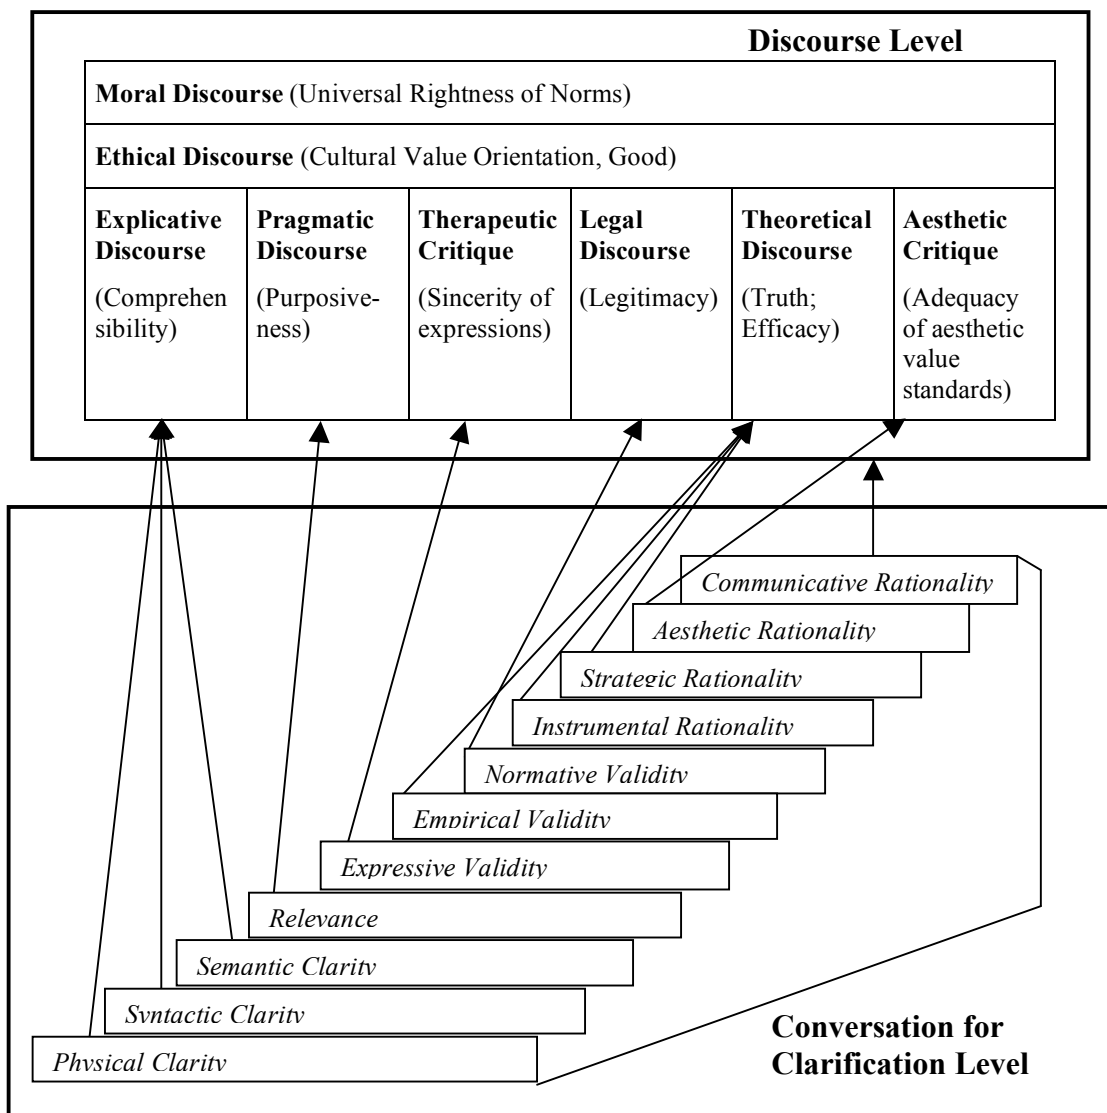 Discourse Level
Moral Discourse (Universal Rightness of Norms)
Ethical Discourse (Cultural Value Orientation, Good)
Explicative
Discourse
(Comprehen
sibility)
Pragmatic
Discourse
(Purposive-
ness)
Therapeutic
Critique
(Sincerity of
expressions)
Legal
Discourse
(Legitimacy)
Theoretical
Discourse
(Truth;
Efficacy)
Aesthetic
Critique
(Adequacy
of aesthetic
value
standards)
Communicative Rationality
Aesthetic Rationality
Strategic Rationality
Instrumental Rationality
Normative Validity
Empirical Validity
Expressive Validity
Relevance
Semantic Clarity
Syntactic Clarity
Physical Clarity
Conversation for
Clarification Level